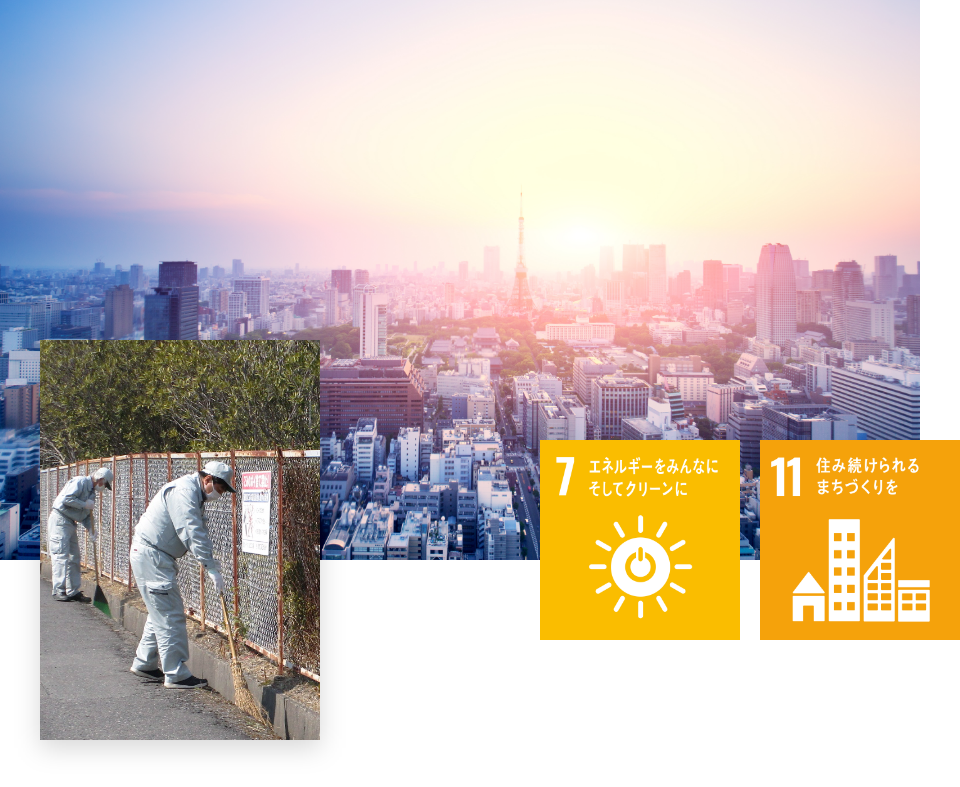 7
エネルギーをみんなに
そしてクリーンに
11
住み続けられる
まちづくりを